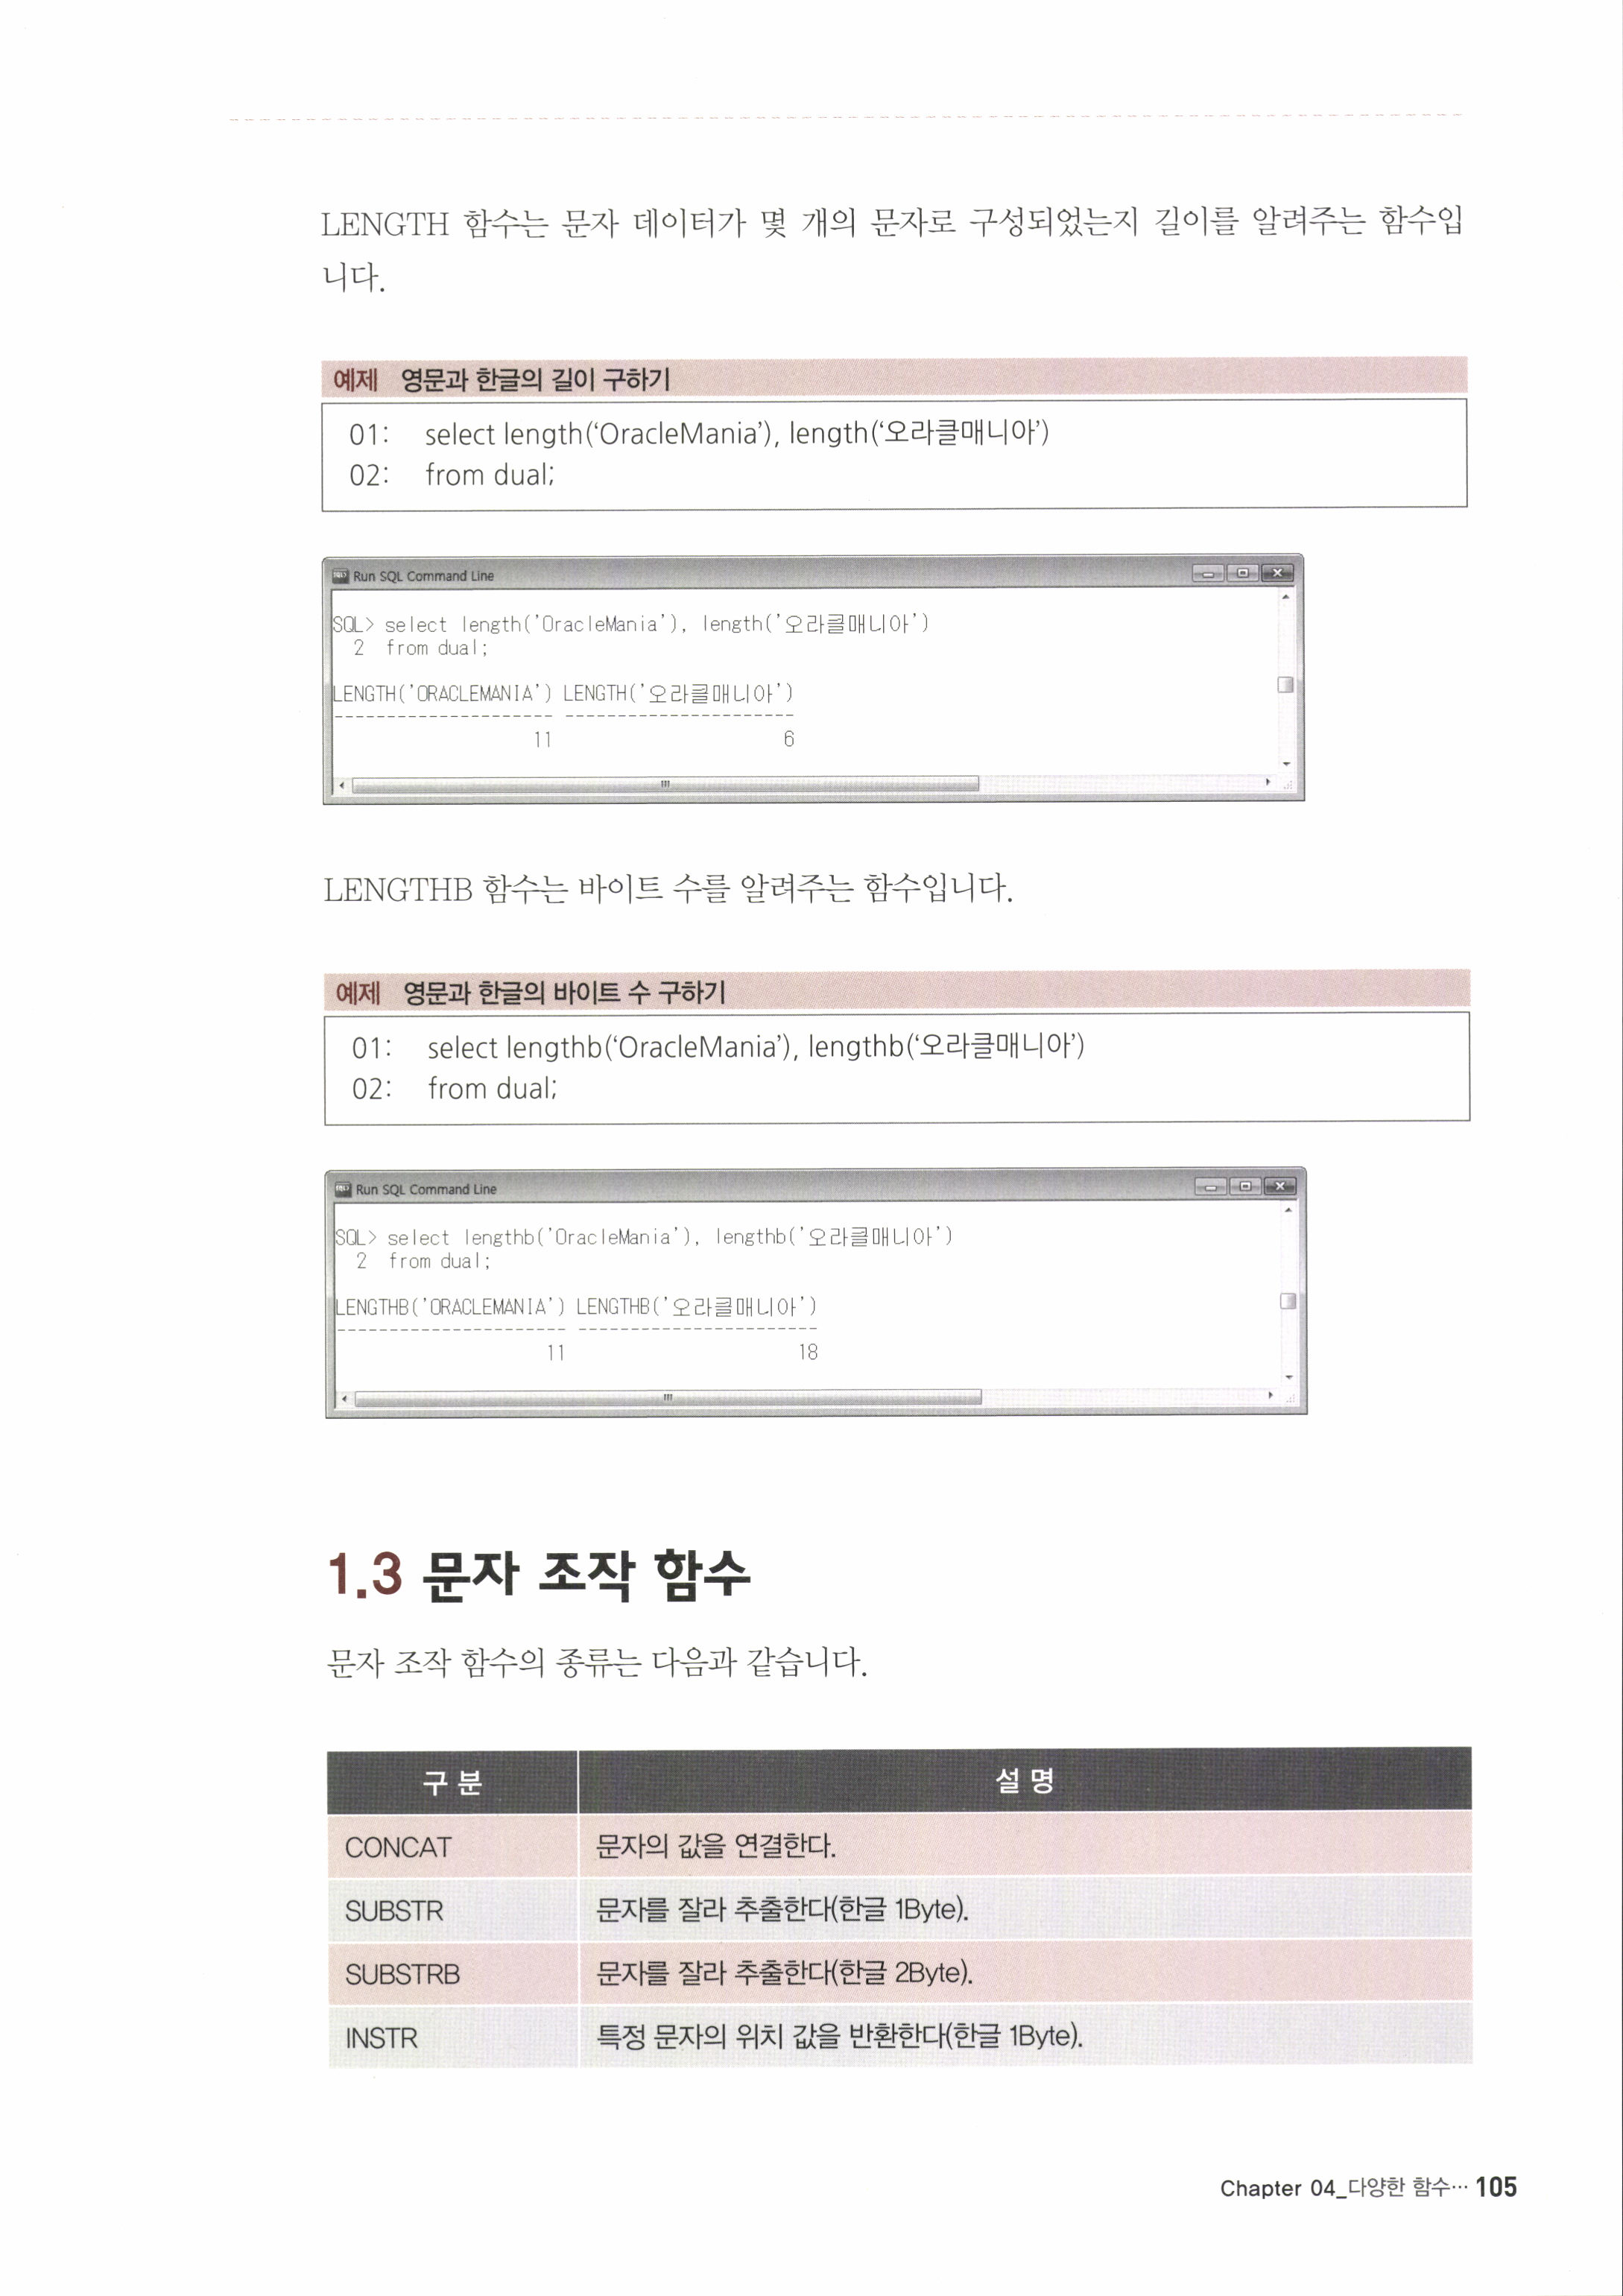 LENGTH 함수는 문자 데이터가 몇 개의 문자로 구성되었는지 길이를 알려주는 함수입
니다.
예제 영문과 한글의 길이 구하기
01: select length(‘OracleMania’), length(‘오라클매니아’)
02: from dual;
Run SQL Command Line
SQL> select length('OracleMania'), length('오라클매니아')
2 from dual;
LENGTH('ORACLEMANIA') LENGTH('오라클매니아')
--------------------- ----------------------
11 6
LENGTHB 함수는 바이트 수를 알려주는 함수입니다.
예제 영문과 한글의 바이트 수 구하기
01: select lengthb(‘OracleMania’), lengthb(‘오라클매니아’)
02: from dual;
Run SQL Command Line
SQL> select lengthb('OracleMania'), lengthb('오라클매니아')
2 from dual;
LENGTHB('ORACLEMANIA') LENGTHB('오라클매니아')
---------------------- -----------------------
11 18
1.3 문자 조작 함수
문자 조작 함수의 종류는 다음과 같습니다.
구 분 설 명
CONCAT 문자의 값을 연결한다.
SUBSTR 문자를 잘라 추출한다(한글 1Byte).
SUBSTRB 문자를 잘라 추출한다(한글 2Byte).
INSTR 특정 문자의 위치 값을 반환한다(한글 1Byte).
Chapter 04_다양한 함수··· 105